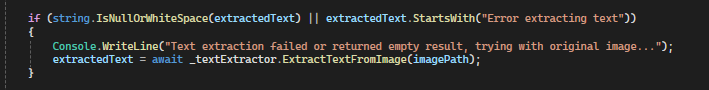 if (string.IsNullOrWhiteSpace(extractedText) || extractedText.StartsWith("Error extracting text"))
{
    Console.WriteLine("Text extraction failed or returned empty result, trying with original image...");
    extractedText = await _textExtractor.ExtractTextFromImage(imagePath);
}